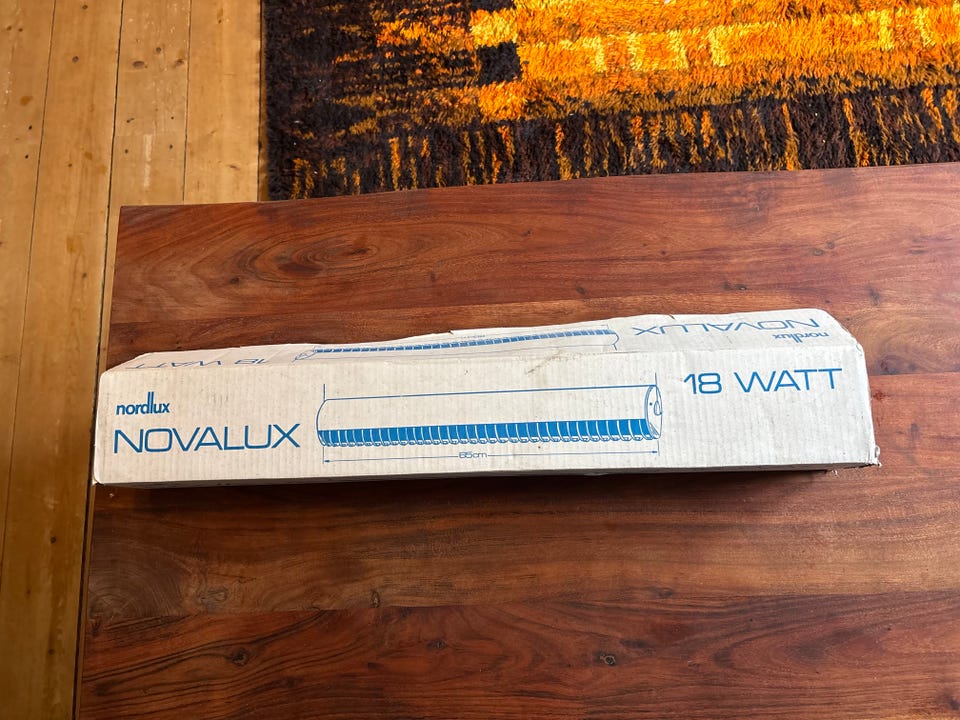 NOVALUX
nordlux
18 WATT
nordlux
NOVALUX
65cm
18 WATT